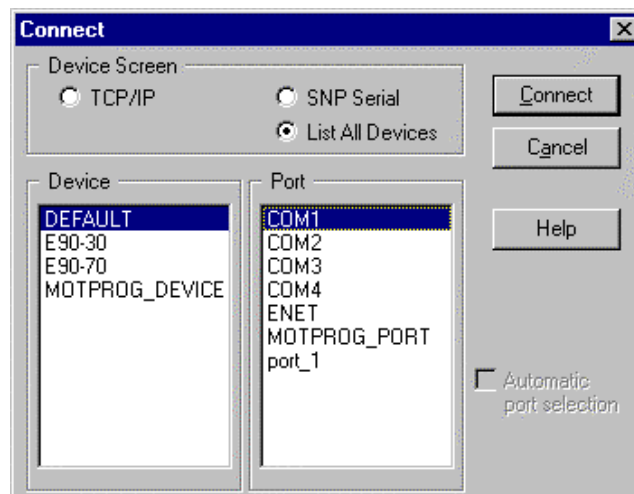 Connect
Device Screen
TCP/IP
SNP Serial
List All Devices
Connect
Cancel
Help
Device
DEFAULT
E90-30
E90-70
MOTPROG_DEVICE
Port
COM1
COM2
COM3
COM4
ENET
MOTPROG_PORT
port_1
Automatic
port selection